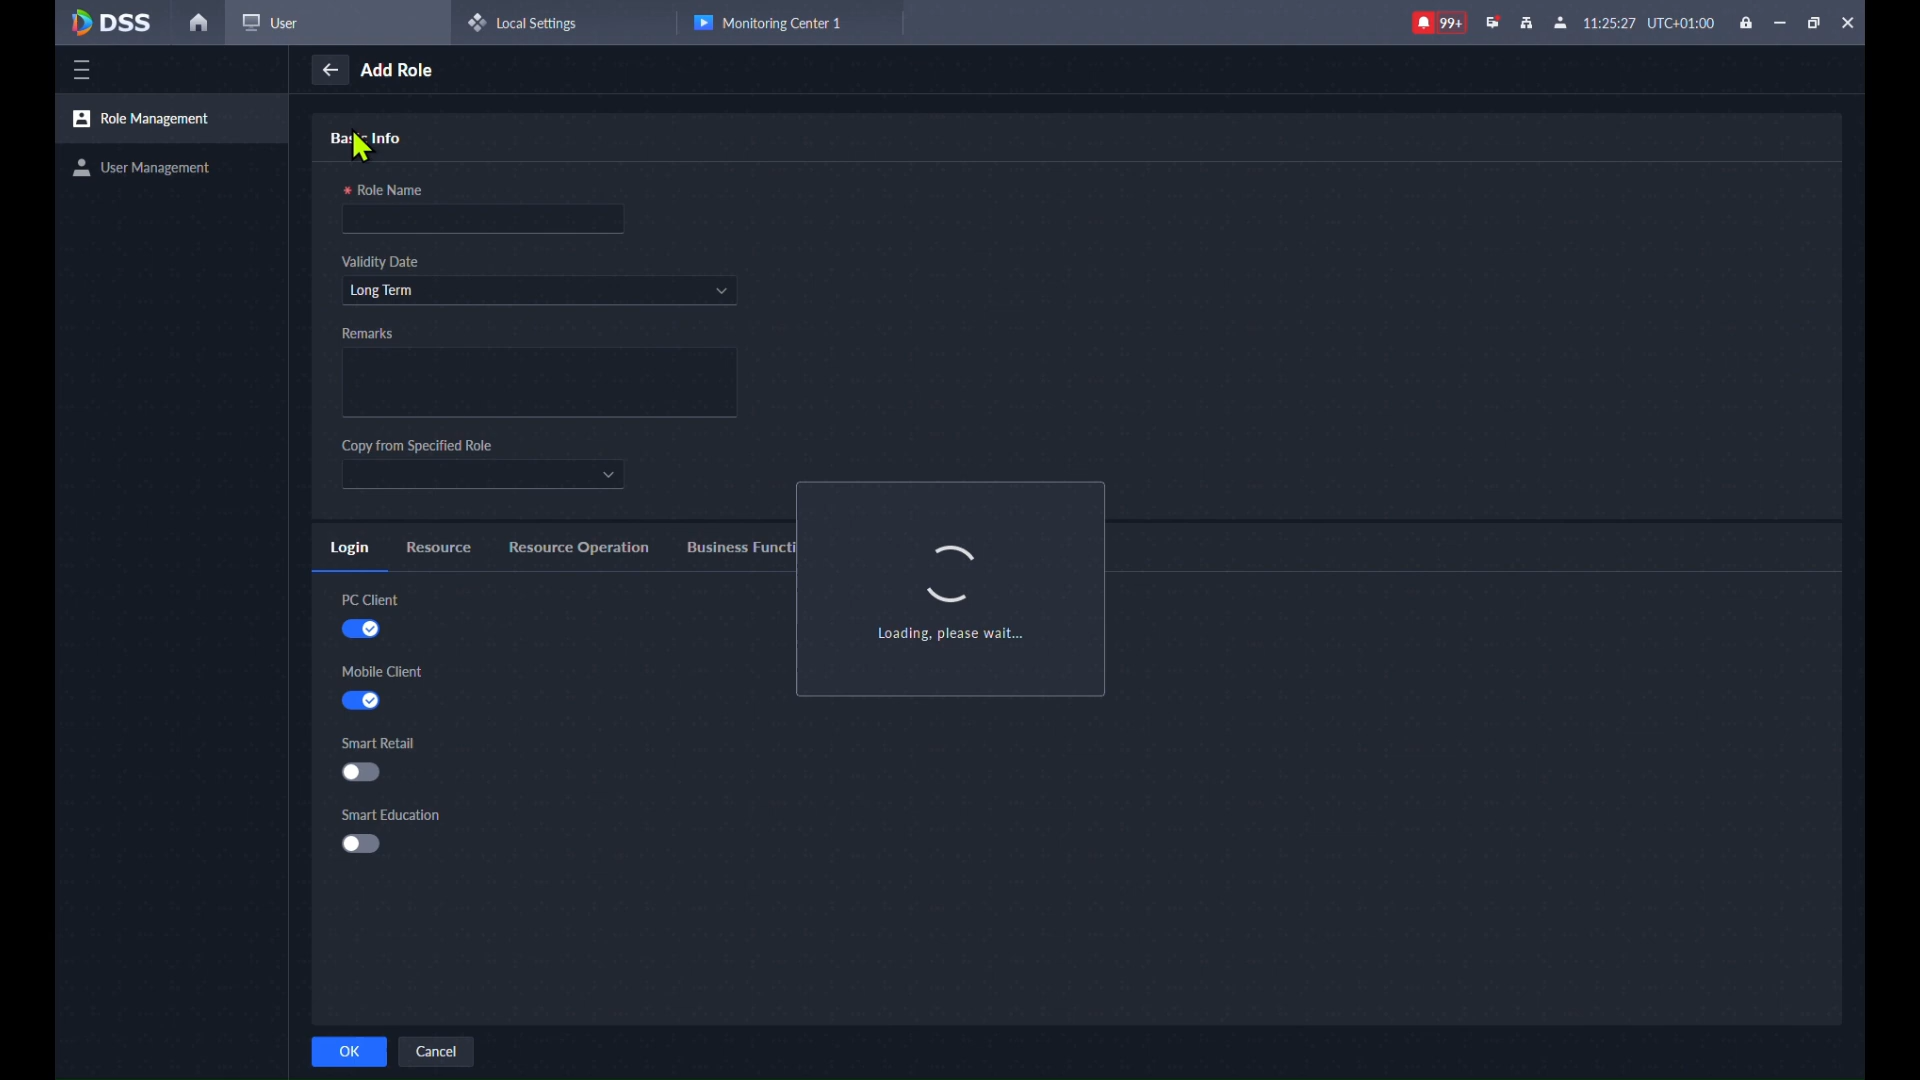 DSS
User
Local Settings
Monitoring Center 1
99+
11:25:27 UTC+01:00
Add Role
Role Management
User Management
Basic Info
* Role Name
Validity Date
Long Term
Remarks
Copy from Specified Role
Login
Resource
Resource Operation
Business Functi
Loading, please wait...
PC Client
Mobile Client
Smart Retail
Smart Education
OK
Cancel